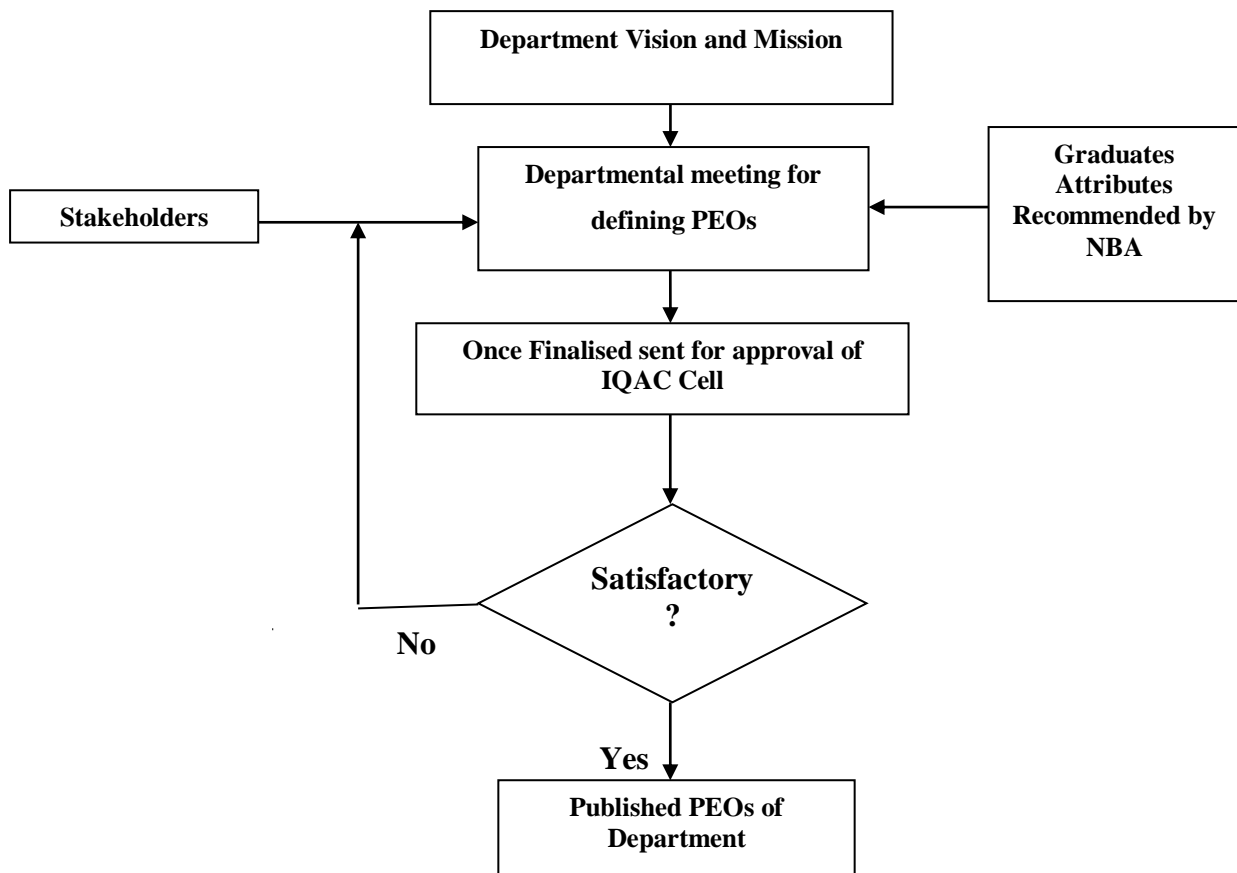 Department Vision and Mission
Departmental meeting for
defining PEOs
Graduates
Attributes
Recommended by
NBA
Stakeholders
Once Finalised sent for approval of
IQAC Cell
Satisfactory
?
No
Yes
Published PEOs of
Department